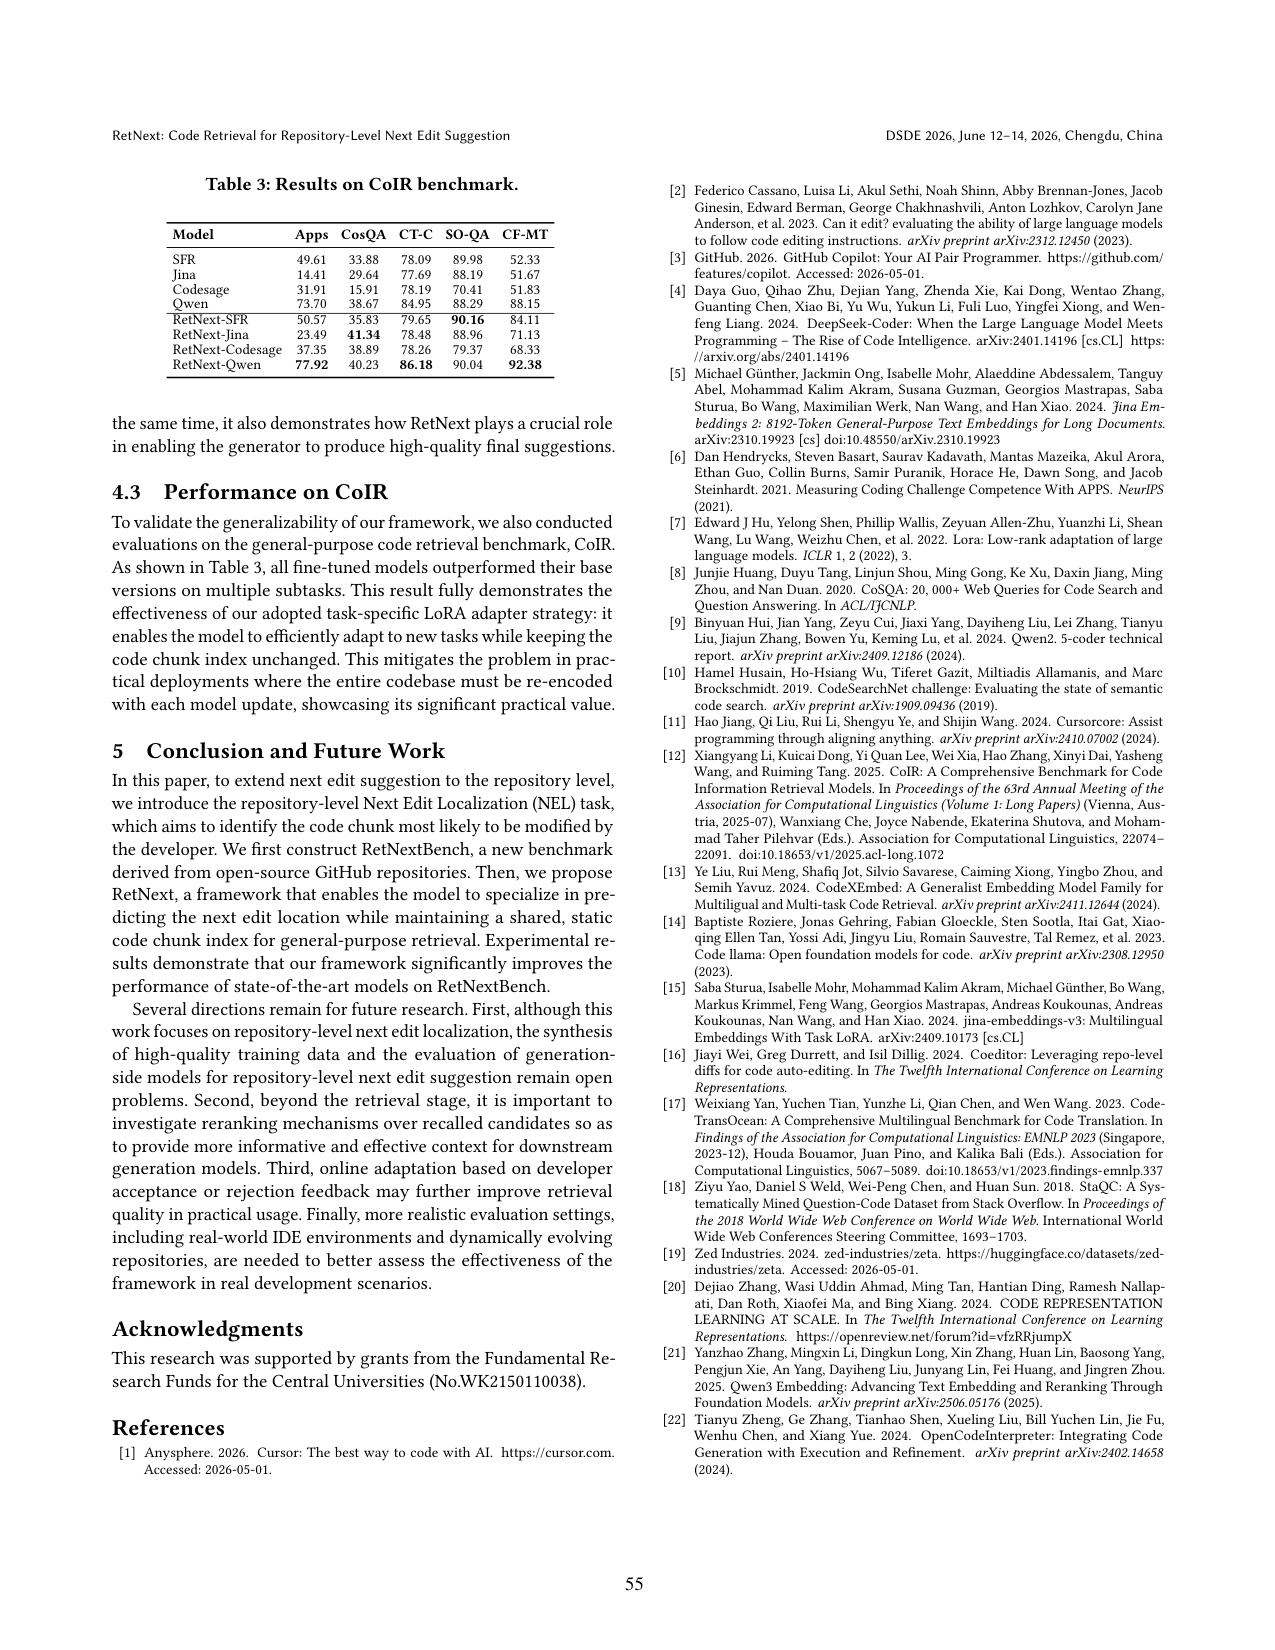 RetNext: Code Retrieval for Repository-Level Next Edit Suggestion
DSDE 2026, June 12–14, 2026, Chengdu, China
Table 3: Results on CoIR benchmark.
Model Apps CosQA CT-C SO-QA CF-MT
SFR 49.61 33.88 78.09 89.98 52.33
Jina 14.41 29.64 77.69 88.19 51.67
Codesage 31.91 15.91 78.19 70.41 51.83
Qwen 73.70 38.67 84.95 88.29 88.15
RetNext-SFR 50.57 35.83 79.65 90.16 84.11
RetNext-Jina 23.49 41.34 78.48 88.96 71.13
RetNext-Codesage 37.35 38.89 78.26 79.37 68.33
RetNext-Qwen 77.92 40.23 86.18 90.04 92.38
the same time, it also demonstrates how RetNext plays a crucial role
in enabling the generator to produce high-quality final suggestions.
4.3 Performance on CoIR
To validate the generalizability of our framework, we also conducted
evaluations on the general-purpose code retrieval benchmark, CoIR.
As shown in Table 3, all fine-tuned models outperformed their base
versions on multiple subtasks. This result fully demonstrates the
effectiveness of our adopted task-specific LoRA adapter strategy: it
enables the model to efficiently adapt to new tasks while keeping the
code chunk index unchanged. This mitigates the problem in prac-
tical deployments where the entire codebase must be re-encoded
with each model update, showcasing its significant practical value.
5 Conclusion and Future Work
In this paper, to extend next edit suggestion to the repository level,
we introduce the repository-level Next Edit Localization (NEL) task,
which aims to identify the code chunk most likely to be modified by
the developer. We first construct RetNextBench, a new benchmark
derived from open-source GitHub repositories. Then, we propose
RetNext, a framework that enables the model to specialize in pre-
dicting the next edit location while maintaining a shared, static
code chunk index for general-purpose retrieval. Experimental re-
sults demonstrate that our framework significantly improves the
performance of state-of-the-art models on RetNextBench.
Several directions remain for future research. First, although this
work focuses on repository-level next edit localization, the synthesis
of high-quality training data and the evaluation of generation-
side models for repository-level next edit suggestion remain open
problems. Second, beyond the retrieval stage, it is important to
investigate reranking mechanisms over recalled candidates so as
to provide more informative and effective context for downstream
generation models. Third, online adaptation based on developer
acceptance or rejection feedback may further improve retrieval
quality in practical usage. Finally, more realistic evaluation settings,
including real-world IDE environments and dynamically evolving
repositories, are needed to better assess the effectiveness of the
framework in real development scenarios.
Acknowledgments
This research was supported by grants from the Fundamental Re-
search Funds for the Central Universities (No.WK2150110038).
References
[1] Anysphere. 2026. Cursor: The best way to code with AI. https://cursor.com.
Accessed: 2026-05-01.
[2] Federico Cassano, Luisa Li, Akul Sethi, Noah Shinn, Abby Brennan-Jones, Jacob
Ginesin, Edward Berman, George Chakhnashvili, Anton Lozhkov, Carolyn Jane
Anderson, et al. 2023. Can it edit? evaluating the ability of large language models
to follow code editing instructions. arXiv preprint arXiv:2312.12450 (2023).
[3] GitHub. 2026. GitHub Copilot: Your AI Pair Programmer. https://github.com/
features/copilot. Accessed: 2026-05-01.
[4] Daya Guo, Qihao Zhu, Dejian Yang, Zhenda Xie, Kai Dong, Wentao Zhang,
Guanting Chen, Xiao Bi, Yu Wu, Yukun Li, Fuli Luo, Yingfei Xiong, and Wen-
feng Liang. 2024. DeepSeek-Coder: When the Large Language Model Meets
Programming – The Rise of Code Intelligence. arXiv:2401.14196 [cs.CL] https:
//arxiv.org/abs/2401.14196
[5] Michael Günther, Jackmin Ong, Isabelle Mohr, Alaeddine Abdessalem, Tanguy
Abel, Mohammad Kalim Akram, Susana Guzman, Georgios Mastrapas, Saba
Sturua, Bo Wang, Maximilian Werk, Nan Wang, and Han Xiao. 2024. Jina Em-
beddings 2: 8192-Token General-Purpose Text Embeddings for Long Documents.
arXiv:2310.19923 [cs] doi:10.48550/arXiv.2310.19923
[6] Dan Hendrycks, Steven Basart, Saurav Kadavath, Mantas Mazeika, Akul Arora,
Ethan Guo, Collin Burns, Samir Puranik, Horace He, Dawn Song, and Jacob
Steinhardt. 2021. Measuring Coding Challenge Competence With APPS. NeurIPS
(2021).
[7] Edward J Hu, Yelong Shen, Phillip Wallis, Zeyuan Allen-Zhu, Yuanzhi Li, Shean
Wang, Lu Wang, Weizhu Chen, et al. 2022. Lora: Low-rank adaptation of large
language models. ICLR 1, 2 (2022), 3.
[8] Junjie Huang, Duyu Tang, Linjun Shou, Ming Gong, Ke Xu, Daxin Jiang, Ming
Zhou, and Nan Duan. 2020. CoSQA: 20, 000+ Web Queries for Code Search and
Question Answering. In ACL/IJCNLP.
[9] Binyuan Hui, Jian Yang, Zeyu Cui, Jiaxi Yang, Dayiheng Liu, Lei Zhang, Tianyu
Liu, Jiajun Zhang, Bowen Yu, Keming Lu, et al. 2024. Qwen2. 5-coder technical
report. arXiv preprint arXiv:2409.12186 (2024).
[10] Hamel Husain, Ho-Hsiang Wu, Tiferet Gazit, Miltiadis Allamanis, and Marc
Brockschmidt. 2019. CodeSearchNet challenge: Evaluating the state of semantic
code search. arXiv preprint arXiv:1909.09436 (2019).
[11] Hao Jiang, Qi Liu, Rui Li, Shengyu Ye, and Shijin Wang. 2024. Cursorcore: Assist
programming through aligning anything. arXiv preprint arXiv:2410.07002 (2024).
[12] Xiangyang Li, Kuicai Dong, Yi Quan Lee, Wei Xia, Hao Zhang, Xinyi Dai, Yasheng
Wang, and Ruiming Tang. 2025. CoIR: A Comprehensive Benchmark for Code
Information Retrieval Models. In Proceedings of the 63rd Annual Meeting of the
Association for Computational Linguistics (Volume 1: Long Papers) (Vienna, Aus-
tria, 2025-07), Wanxiang Che, Joyce Nabende, Ekaterina Shutova, and Moham-
mad Taher Pilehvar (Eds.). Association for Computational Linguistics, 22074–
22091. doi:10.18653/v1/2025.acl-long.1072
[13] Ye Liu, Rui Meng, Shafiq Jot, Silvio Savarese, Caiming Xiong, Yingbo Zhou, and
Semih Yavuz. 2024. CodeXEmbed: A Generalist Embedding Model Family for
Multiligual and Multi-task Code Retrieval. arXiv preprint arXiv:2411.12644 (2024).
[14] Baptiste Roziere, Jonas Gehring, Fabian Gloeckle, Sten Sootla, Itai Gat, Xiao-
qing Ellen Tan, Yossi Adi, Jingyu Liu, Romain Sauvestre, Tal Remez, et al. 2023.
Code llama: Open foundation models for code. arXiv preprint arXiv:2308.12950
(2023).
[15] Saba Sturua, Isabelle Mohr, Mohammad Kalim Akram, Michael Günther, Bo Wang,
Markus Krimmel, Feng Wang, Georgios Mastrapas, Andreas Koukounas, Andreas
Koukounas, Nan Wang, and Han Xiao. 2024. jina-embeddings-v3: Multilingual
Embeddings With Task LoRA. arXiv:2409.10173 [cs.CL]
[16] Jiayi Wei, Greg Durrett, and Isil Dillig. 2024. Coeditor: Leveraging repo-level
diffs for code auto-editing. In The Twelfth International Conference on Learning
Representations.
[17] Weixiang Yan, Yuchen Tian, Yunzhe Li, Qian Chen, and Wen Wang. 2023. Code-
TransOcean: A Comprehensive Multilingual Benchmark for Code Translation. In
Findings of the Association for Computational Linguistics: EMNLP 2023 (Singapore,
2023-12), Houda Bouamor, Juan Pino, and Kalika Bali (Eds.). Association for
Computational Linguistics, 5067–5089. doi:10.18653/v1/2023.findings-emnlp.337
[18] Ziyu Yao, Daniel S Weld, Wei-Peng Chen, and Huan Sun. 2018. StaQC: A Sys-
tematically Mined Question-Code Dataset from Stack Overflow. In Proceedings of
the 2018 World Wide Web Conference on World Wide Web. International World
Wide Web Conferences Steering Committee, 1693–1703.
[19] Zed Industries. 2024. zed-industries/zeta. https://huggingface.co/datasets/zed-
industries/zeta. Accessed: 2026-05-01.
[20] Dejiao Zhang, Wasi Uddin Ahmad, Ming Tan, Hantian Ding, Ramesh Nallap-
ati, Dan Roth, Xiaofei Ma, and Bing Xiang. 2024. CODE REPRESENTATION
LEARNING AT SCALE. In The Twelfth International Conference on Learning
Representations. https://openreview.net/forum?id=vfzRRjumpX
[21] Yanzhao Zhang, Mingxin Li, Dingkun Long, Xin Zhang, Huan Lin, Baosong Yang,
Pengjun Xie, An Yang, Dayiheng Liu, Junyang Lin, Fei Huang, and Jingren Zhou.
2025. Qwen3 Embedding: Advancing Text Embedding and Reranking Through
Foundation Models. arXiv preprint arXiv:2506.05176 (2025).
[22] Tianyu Zheng, Ge Zhang, Tianhao Shen, Xueling Liu, Bill Yuchen Lin, Jie Fu,
Wenhu Chen, and Xiang Yue. 2024. OpenCodeInterpreter: Integrating Code
Generation with Execution and Refinement. arXiv preprint arXiv:2402.14658
(2024).
55